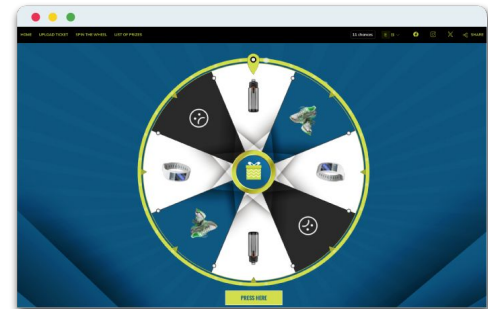 HOME UPLOAD TICKET SPIN THE WHEEL LIST OF PRIZES
11 chances SHARE
PRESS HERE